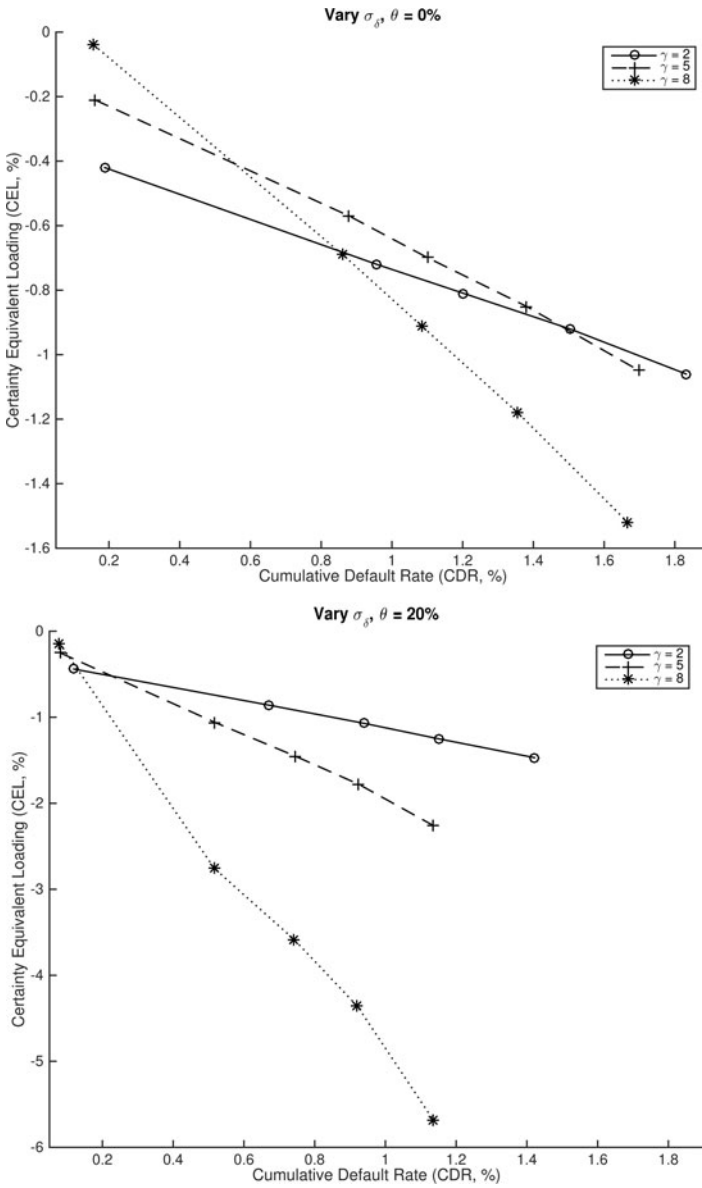 Vary σδ, θ = 0%
0
-0.2
-0.4
-0.6
-0.8
-1
-1.2
-1.4
-1.6
Certainty Equivalent Loading (CEL, %)
γ = 2
γ = 5
γ = 8
0.2 0.4 0.6 0.8 1 1.2 1.4 1.6 1.8
Cumulative Default Rate (CDR, %)
Vary σδ, θ = 20%
0
-1
-2
-3
-4
-5
-6
Certainty Equivalent Loading (CEL, %)
γ = 2
γ = 5
γ = 8
0.2 0.4 0.6 0.8 1 1.2 1.4 1.6 1.8
Cumulative Default Rate (CDR, %)